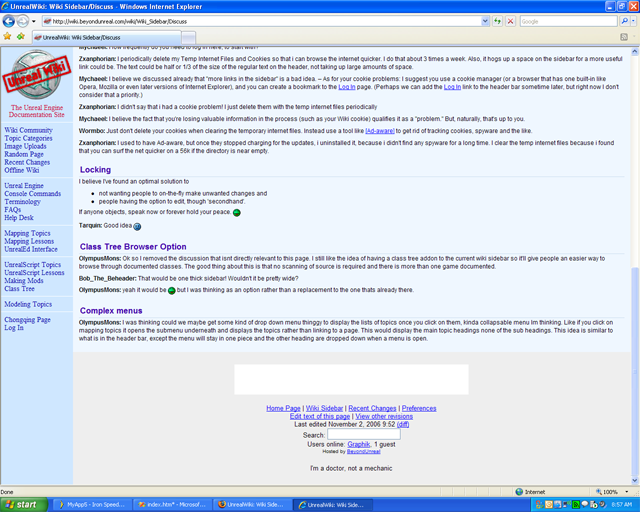 UnrealWiki: Wiki Sidebar/Discuss - Windows Internet Explorer
http://wiki.beyondunreal.com/wiki/Wiki_Sidebar/Discuss
Live Search
UnrealWiki: Wiki Sidebar/Discuss
Unreal Wiki
The Unreal Engine
Documentation Site
Wiki Community
Topic Categories
Image Uploads
Random Page
Recent Changes
Offline Wiki
Unreal Engine
Console Commands
Terminology
FAQs
Help Desk
Mapping Topics
Mapping Lessons
UnrealEd Interface
UnrealScript Topics
UnrealScript Lessons
Making Mods
Class Tree
Modeling Topics
Chongqing Page
Log In
Mychaeel: How frequently do you need to log in here, to start with?
Zxanphorian: I periodically delete my Temp Internet Files and Cookies so that i can browse the internet quicker. I do that about 3 times a week. Also, it hogs up a space on the sidebar for a more useful
link could be. The text could be half or 1/3 of the size of the regular text on the header, not taking up large amounts of space.
Mychaeel: I believe we discussed already that "more links in the sidebar" is a bad idea. – As for your cookie problems: I suggest you use a cookie manager (or a browser that has one built-in like
Opera, Mozilla or even later versions of Internet Explorer), and you can create a bookmark to the Log In page. (Perhaps we can add the Log In link to the header bar sometime later, but right now I don't
consider that a priority.)
Zxanphorian: I didn't say that i had a cookie problem! I just delete them with the temp internet files periodically
Mychaeel: I believe the fact that you're losing valuable information in the process (such as your Wiki cookie) qualifies it as a "problem." But, naturally, that's up to you.
Wormbo: Just don't delete your cookies when clearing the temporary internet files. Instead use a tool like [Ad-aware] to get rid of tracking cookies, spyware and the like.
Zxanphorian: I used to have Ad-aware, but once they stopped charging for the updates, i uninstalled it, because i didn't find any spyware for a long time. I clear the temp internet files because i found
that you can surf the net quicker on a 56k if the directory is near empty.
Locking
I believe I've found an optimal solution to
• not wanting people to on-the-fly make unwanted changes and
• people having the option to edit, though 'secondhand'.
If anyone objects, speak now or forever hold your peace.
Tarquin: Good idea
Class Tree Browser Option
OlympusMons: Ok so I removed the discussion that isnt directly relevant to this page. I still like the idea of having a class tree addon to the current wiki sidebar so it'll give people an easier way to
browse through documented classes. The good thing about this is that no scanning of source is required and there is more than one game documented.
Bob_The_Beheader: That would be one thick sidebar! Wouldn't it be pretty wide?
OlympusMons: yeah it would be but I was thinking as an option rather than a replacement to the one thats already there.
Complex menus
OlympusMons: I was thinking could we maybe get some kind of drop down menu thinggy to display the lists of topics once you click on them, kinda collapsable menu Im thinking. Like if you click on
mapping topics it opens the submenu underneath and displays the topics rather than linking to a page. This would display the main topic headings none of the sub headings. This idea is similar to
what is in the header bar, except the menu will stay in one piece and the other heading are dropped down when a menu is open.
Home Page | Wiki Sidebar | Recent Changes | Preferences
Edit text of this page | View other revisions
Last edited November 2, 2006 9:52 (diff)
Search:
Users online: Graphik, 1 guest
Hosted by BeyondUnreal
I'm a doctor, not a mechanic
Done
Internet
100%
start
MyApp5 - Iron Speed...
index.htm* - Microsof...
UnrealWiki: Wiki Side...
UnrealWiki: Wiki Side...
8:57 AM